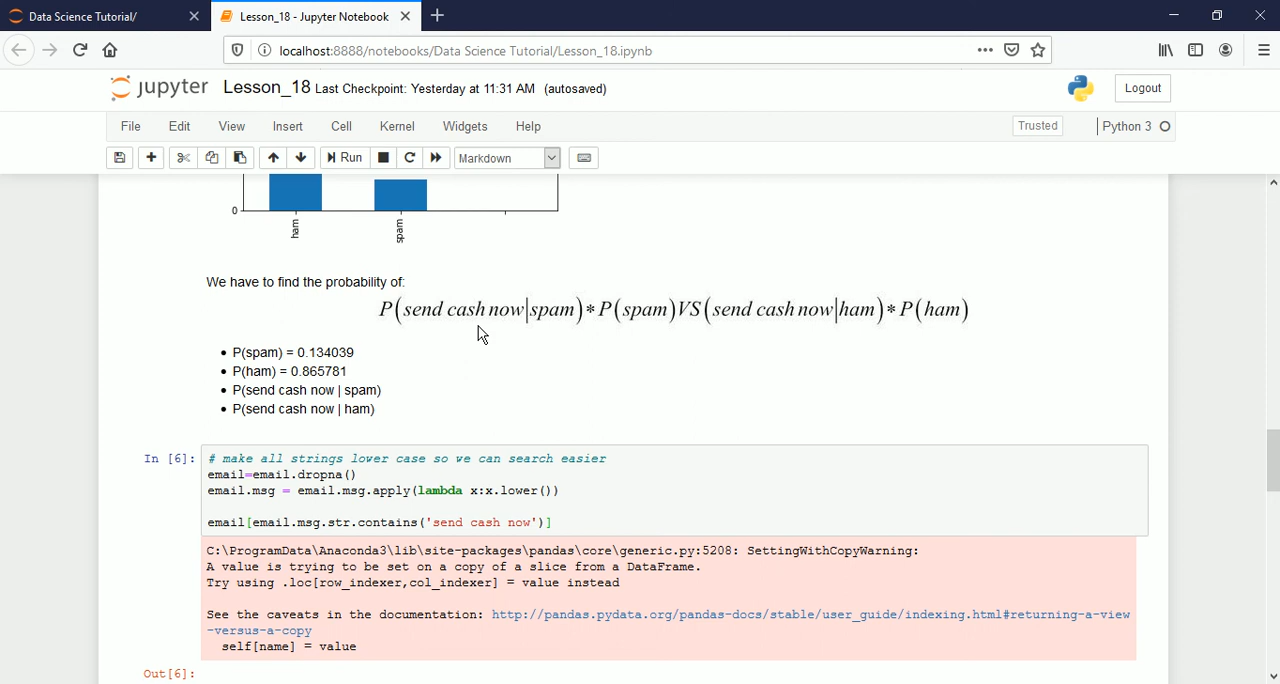 Data Science Tutorial/
Lesson_18 - Jupyter Notebook
localhost:8888/notebooks/Data Science Tutorial/Lesson_18.ipynb
jupyter Lesson_18 Last Checkpoint: Yesterday at 11:31 AM (autosaved)
Logout
File Edit View Insert Cell Kernel Widgets Help
Trusted
Python 3
Run
Markdown
0
ham
spam
We have to find the probability of:
P(send cash now|spam)*P(spam)VS(send cash now|ham)*P(ham)
• P(spam) = 0.134039
• P(ham) = 0.865781
• P(send cash now | spam)
• P(send cash now | ham)
In [6]:
# make all strings lower case so we can search easier
email=email.dropna()
email.msg = email.msg.apply(lambda x:x.lower())
email[email.msg.str.contains('send cash now')]
C:\ProgramData\Anaconda3\lib\site-packages\pandas\core\generic.py:5208: SettingWithCopyWarning:
A value is trying to be set on a copy of a slice from a DataFrame.
Try using .loc[row_indexer,col_indexer] = value instead
See the caveats in the documentation: http://pandas.pydata.org/pandas-docs/stable/user_guide/indexing.html#returning-a-view
-versus-a-copy
self[name] = value
Out[6]: